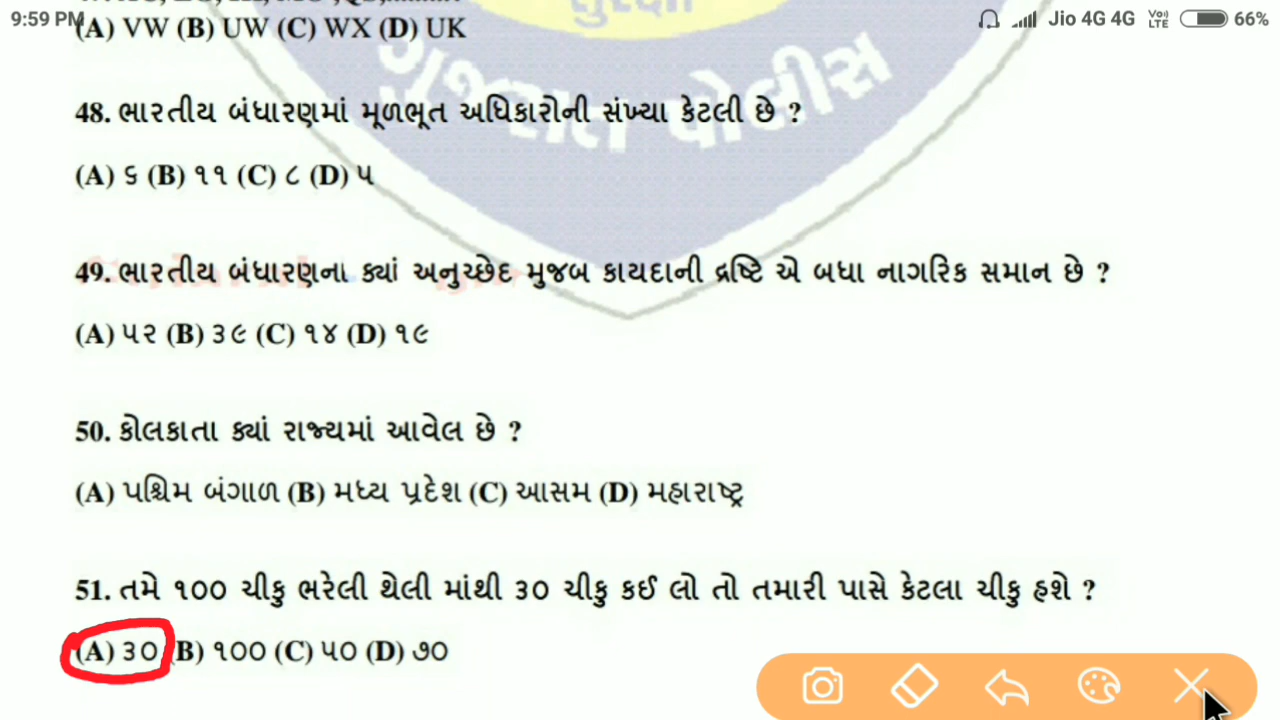 9:59 PM Jio 4G 4G VoLTE 66%
સુરક્ષા
(A) VW (B) UW (C) WX (D) UK
ગુજરાત પોલીસ
48. ભારતીય બંધારણમાં મૂળભૂત અધિકારોની સંખ્યા કેટલી છે ?
(A) ૬ (B) ૧૧ (C) ૮ (D) ૫
49. ભારતીય બંધારણના ક્યાં અનુચ્છેદ મુજબ કાયદાની દ્રષ્ટિ એ બધા નાગરિક સમાન છે ?
(A) ૫૨ (B) ૩૯ (C) ૧૪ (D) ૧૯
50. કોલકાતા ક્યાં રાજ્યમાં આવેલ છે ?
(A) પશ્ચિમ બંગાળ (B) મધ્ય પ્રદેશ (C) આસમ (D) મહારાષ્ટ્ર
51. તમે ૧૦૦ ચીકુ ભરેલી થેલી માંથી ૩૦ ચીકુ કઈ લો તો તમારી પાસે કેટલા ચીકુ હશે ?
(A) ૩૦ (B) ૧૦૦ (C) ૫૦ (D) ૭૦